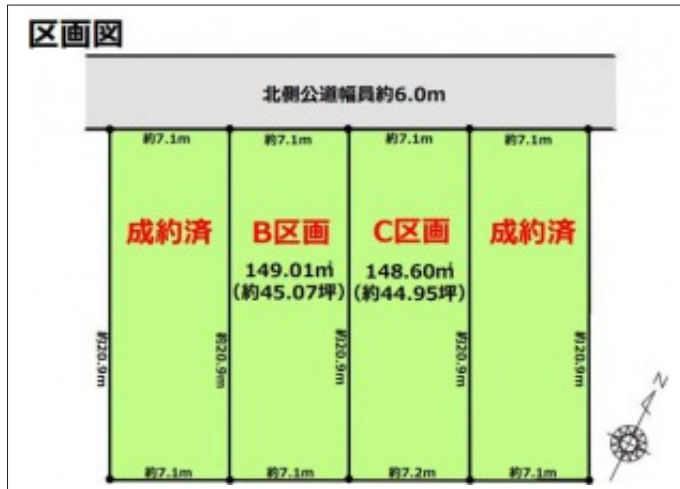 区画図
北側公道幅員約6.0m
約7.1m 約7.1m 約7.1m 約7.1m
成約済 B区画 C区画 成約済
149.01㎡ 148.60㎡
(約45.07坪) (約44.95坪)
約20.9m 約20.9m 約20.9m 約20.9m
N
約7.1m 約7.1m 約7.2m 約7.1m